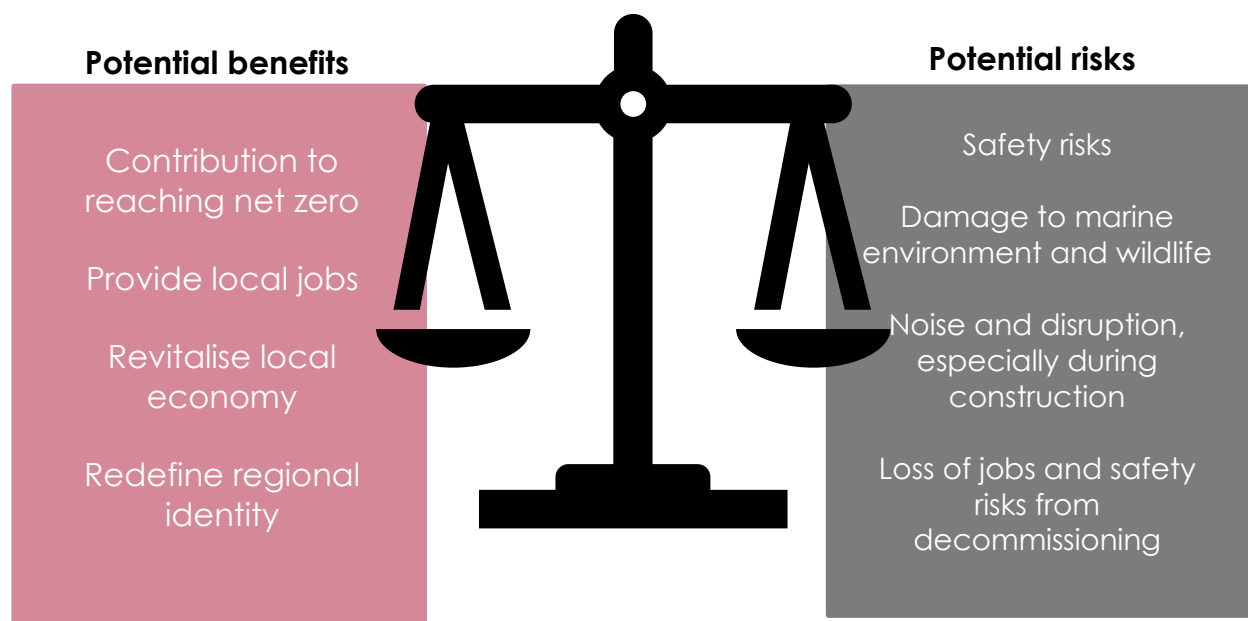 Potential benefits
Contribution to
reaching net zero
Provide local jobs
Revitalise local
economy
Redefine regional
identity
Potential risks
Safety risks
Damage to marine
environment and wildlife
Noise and disruption,
especially during
construction
Loss of jobs and safety
risks from
decommissioning